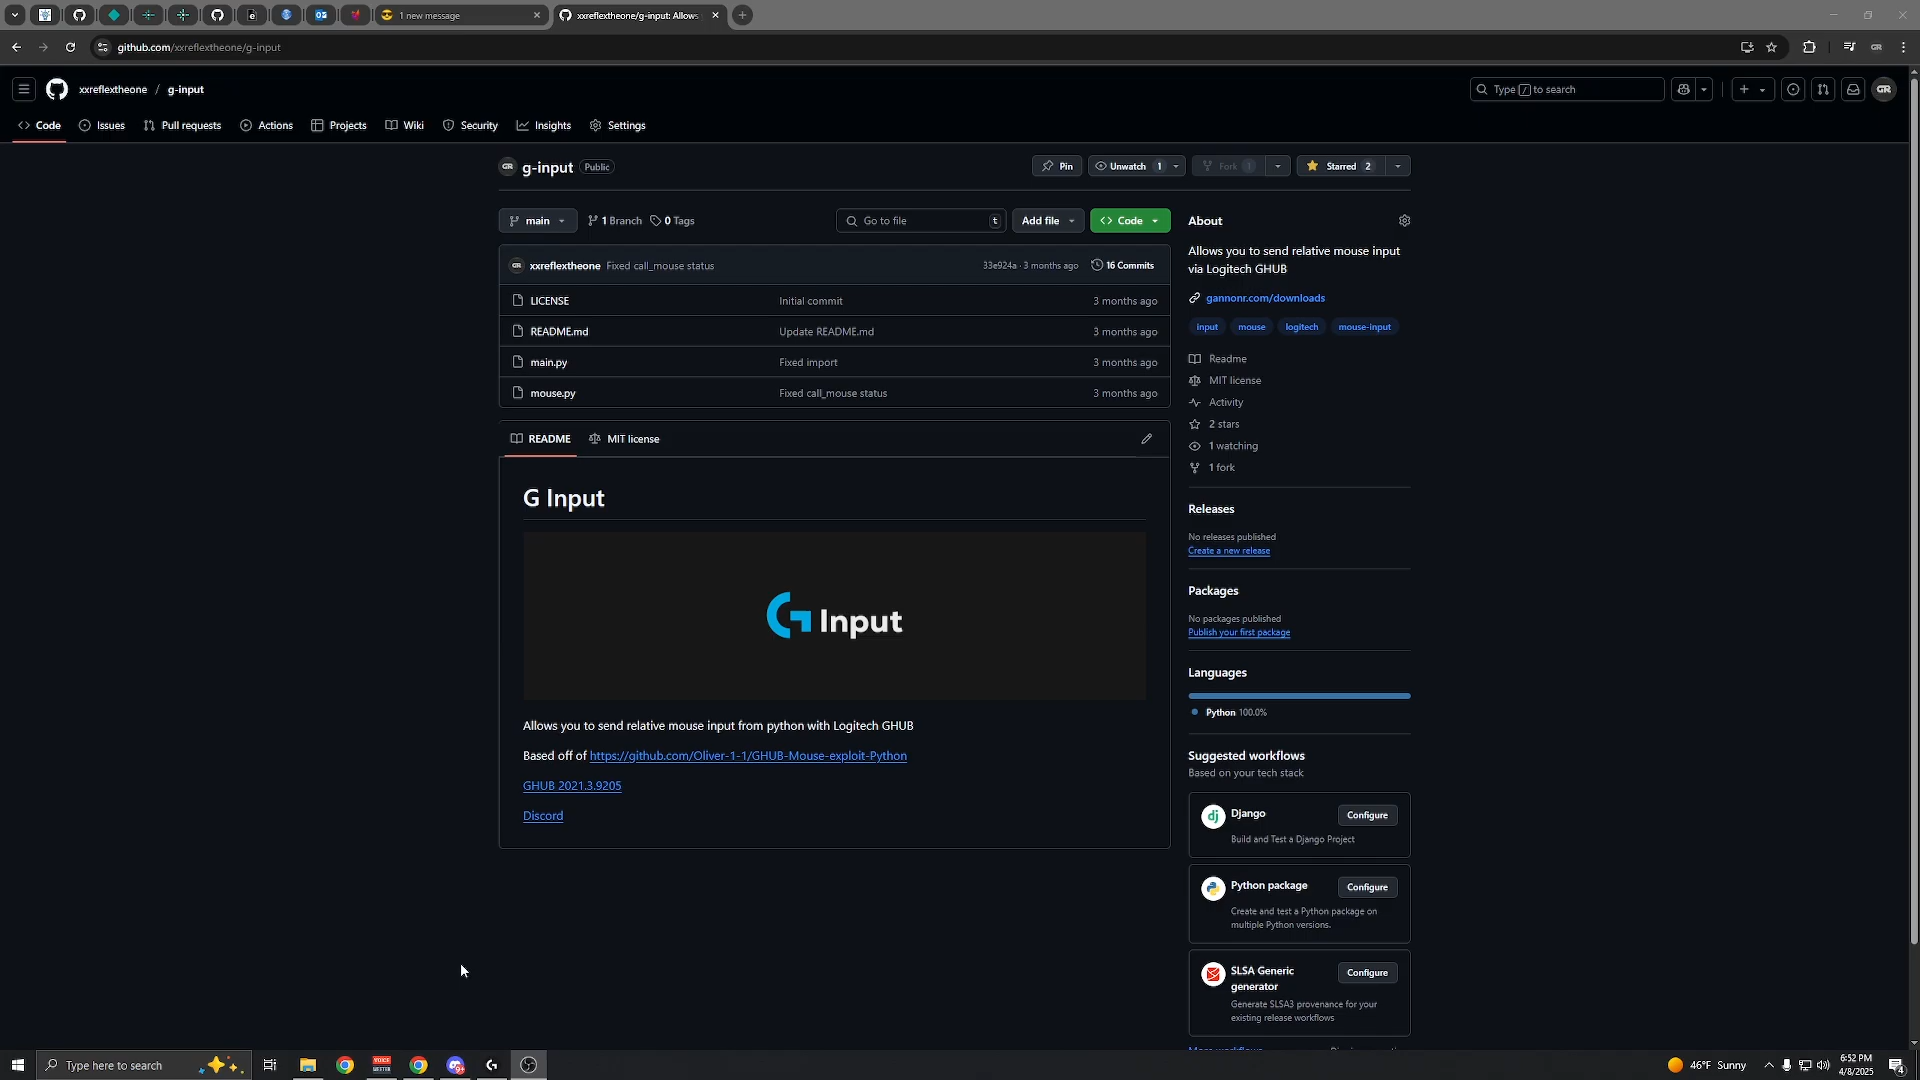 1 new message
xxreflextheone/g-input: Allows
github.com/xxreflextheone/g-input
GR
xxreflextheone / g-input
Type / to search
GR
Code
Issues
Pull requests
Actions
Projects
Wiki
Security
Insights
Settings
GR g-input Public
Pin
Unwatch 1
Fork 1
Starred 2
main
1 Branch
0 Tags
Go to file t
Add file
Code
GR xxreflextheone Fixed call_mouse status 33e924a · 3 months ago 16 Commits
LICENSE Initial commit 3 months ago
README.md Update README.md 3 months ago
main.py Fixed import 3 months ago
mouse.py Fixed call_mouse status 3 months ago
README
MIT license
G Input
G Input
Allows you to send relative mouse input from python with Logitech GHUB
Based off of https://github.com/Oliver-1-1/GHUB-Mouse-exploit-Python
GHUB 2021.3.9205
Discord
About
Allows you to send relative mouse input
via Logitech GHUB
gannonr.com/downloads
input mouse logitech mouse-input
Readme
MIT license
Activity
2 stars
1 watching
1 fork
Releases
No releases published
Create a new release
Packages
No packages published
Publish your first package
Languages
Python 100.0%
Suggested workflows
Based on your tech stack
dj Django Configure
Build and Test a Django Project
Python package Configure
Create and test a Python package on
multiple Python versions.
SLSA Generic
generator
Configure
Generate SLSA3 provenance for your
existing release workflows
Type here to search
46°F Sunny
6:52 PM
4/8/2025
4